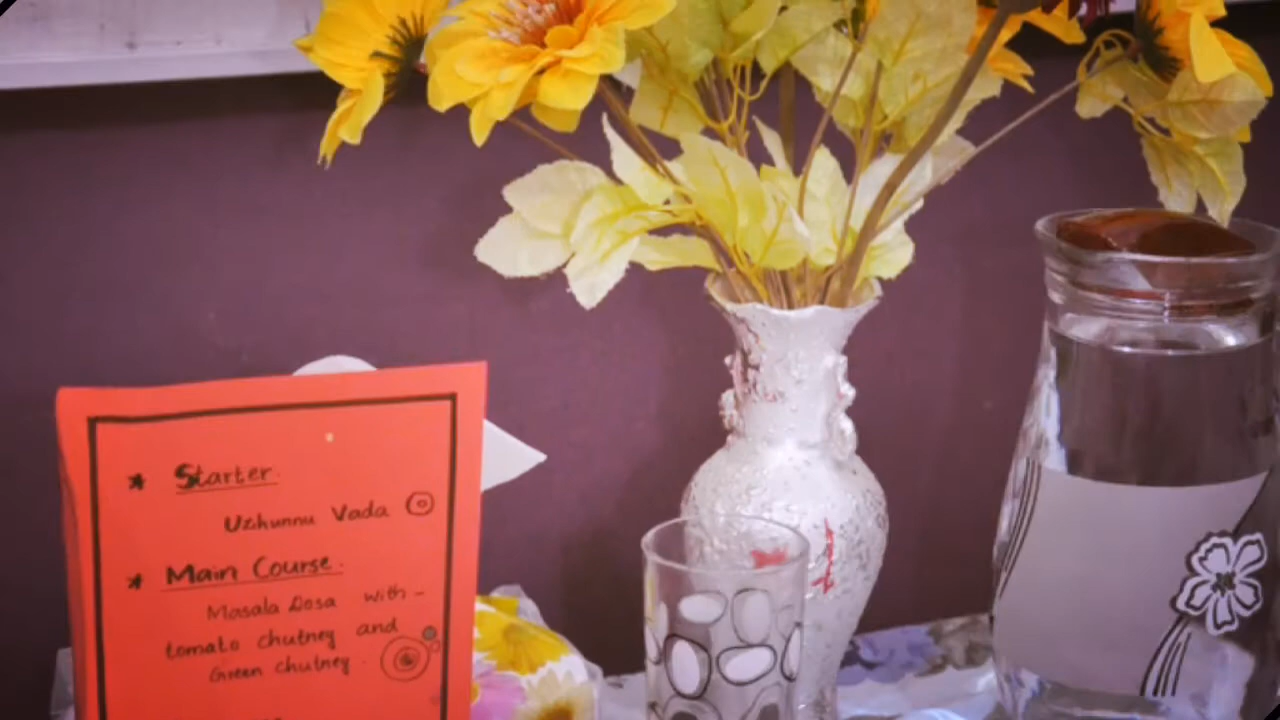 * Starter.
Uzhunnu Vada
* Main Course.
Masala Dosa with -
tomato chutney and
Green chutney.